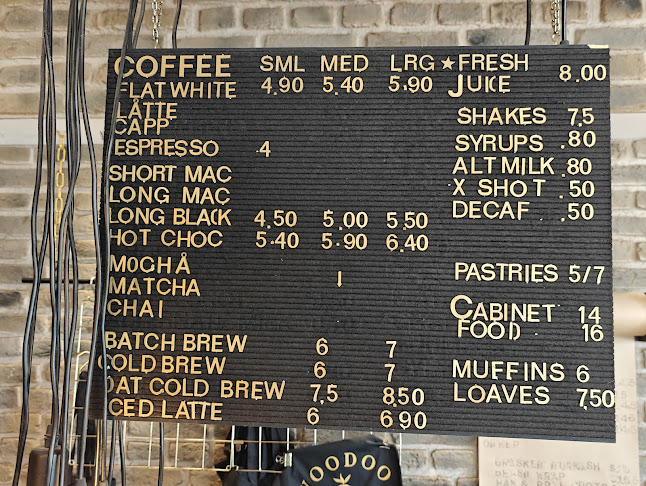 COFFEE SML MED LRG
FLAT WHITE 4.90 5.40 5.90
LATTE
CAPP
ESPRESSO 4
SHORT MAC
LONG MAC
LONG BLACK 4.50 5.00 5.50
HOT CHOC 5.40 5.90 6.40
MOCHA
MATCHA
CHAI
BATCH BREW 6 7
COLD BREW 6 7
OAT COLD BREW 7,5 8,50
ICED LATTE 6 6 90
★FRESH
JUICE 8.00
SHAKES 7,5
SYRUPS .80
ALT MILK .80
X SHOT .50
DECAF .50
PASTRIES 5/7
CABINET 14
FOOD 16
MUFFINS 6
LOAVES 7,50
VOODOO